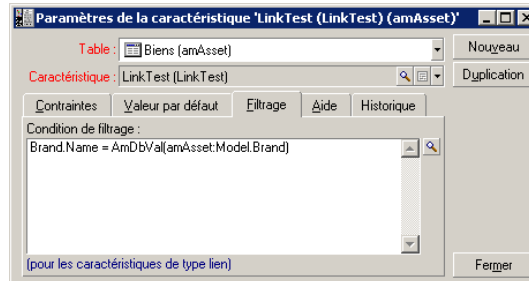 Paramètres de la caractéristique 'LinkTest (LinkTest) (amAsset)'
Table : Biens (amAsset)
Nouveau
Caractéristique : LinkTest (LinkTest)
Duplication
Contraintes Valeur par défaut Filtrage Aide Historique
Condition de filtrage :
Brand.Name = AmDbVal(amAsset:Model.Brand)
(pour les caractéristiques de type lien)
Fermer